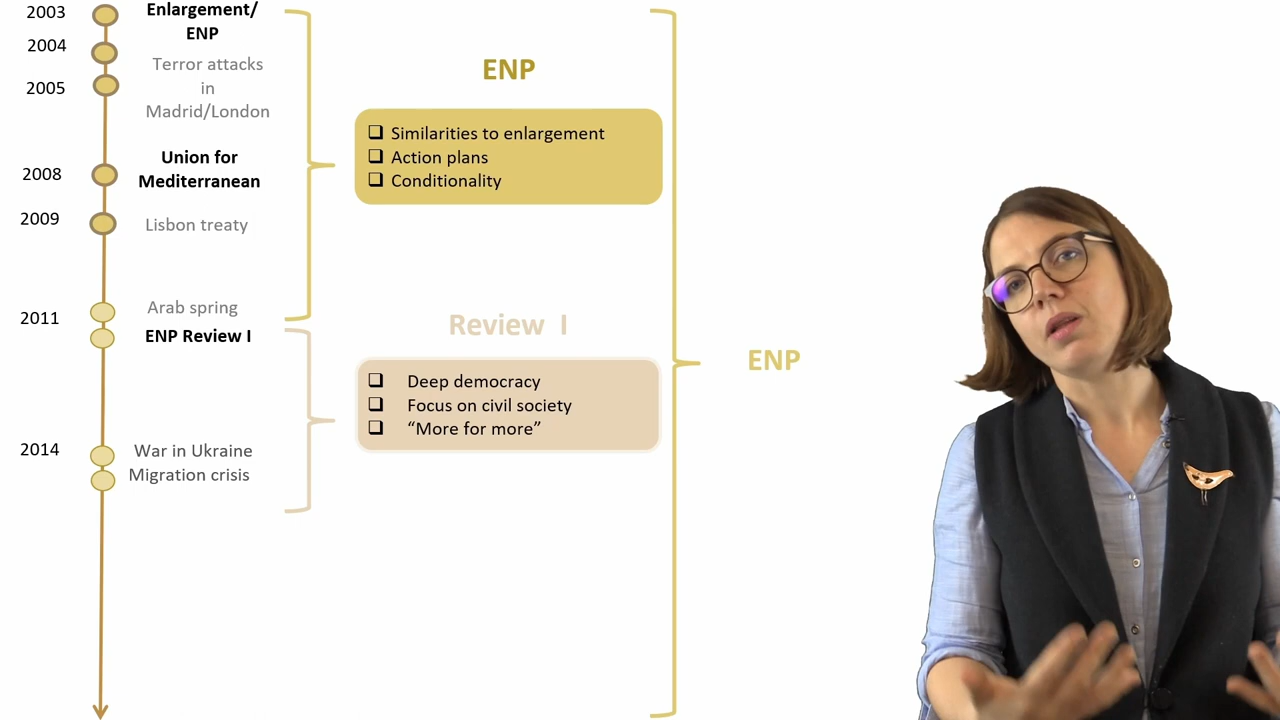 2003
Enlargement/
ENP
2004
Terror attacks
in
Madrid/London
2005
Union for
Mediterranean
2008
2009
Lisbon treaty
Arab spring
2011
ENP Review I
2014
War in Ukraine
Migration crisis
ENP
Similarities to enlargement
Action plans
Conditionality
Review I
Deep democracy
Focus on civil society
“More for more”
ENP